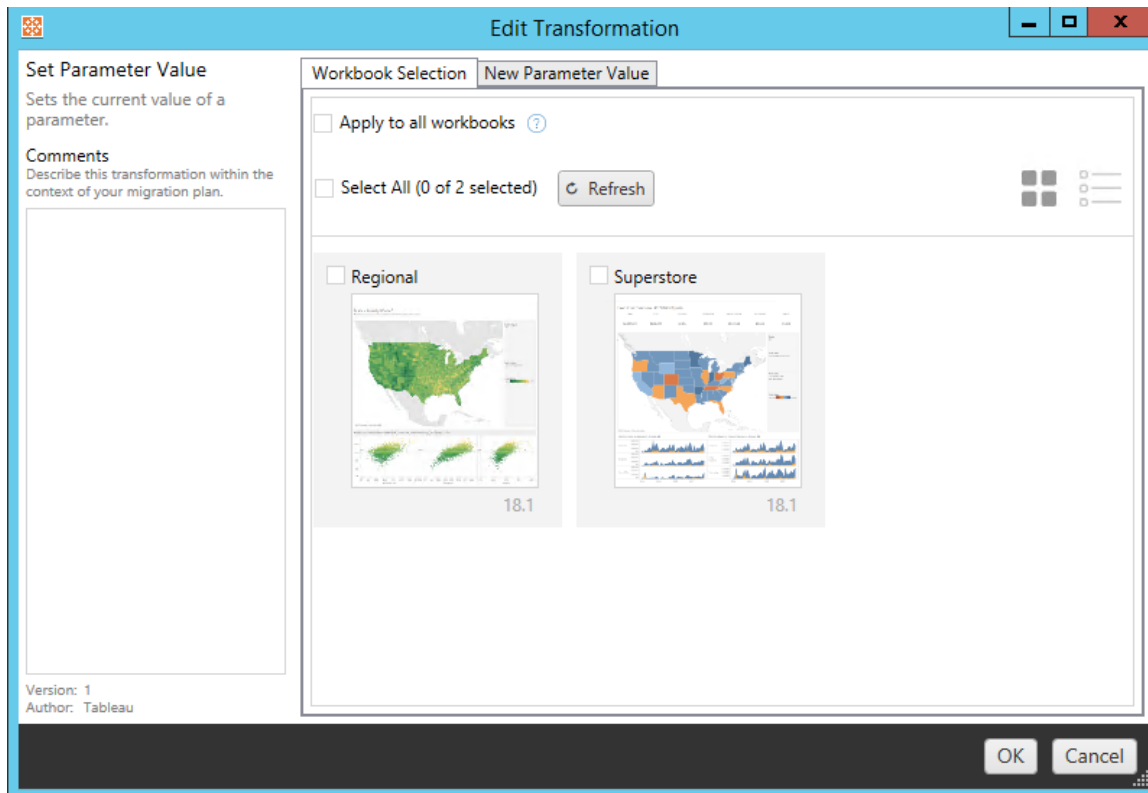 Edit Transformation
X
Set Parameter Value
Sets the current value of a
parameter.
Comments
Describe this transformation within the
context of your migration plan.
Version: 1
Author: Tableau
Workbook Selection
New Parameter Value
Apply to all workbooks ?
Select All (0 of 2 selected)
Refresh
Regional
18.1
Superstore
18.1
OK
Cancel